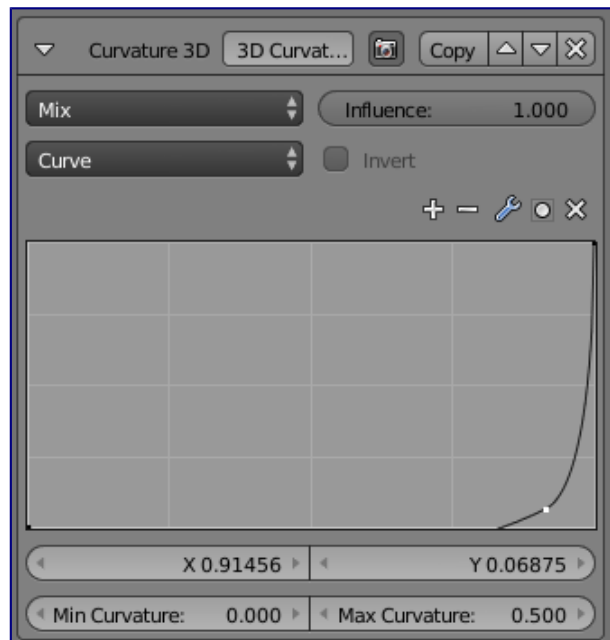 Curvature 3D 3D Curvat... Copy
Mix Influence: 1.000
Curve Invert
X 0.91456 Y 0.06875
Min Curvature: 0.000 Max Curvature: 0.500